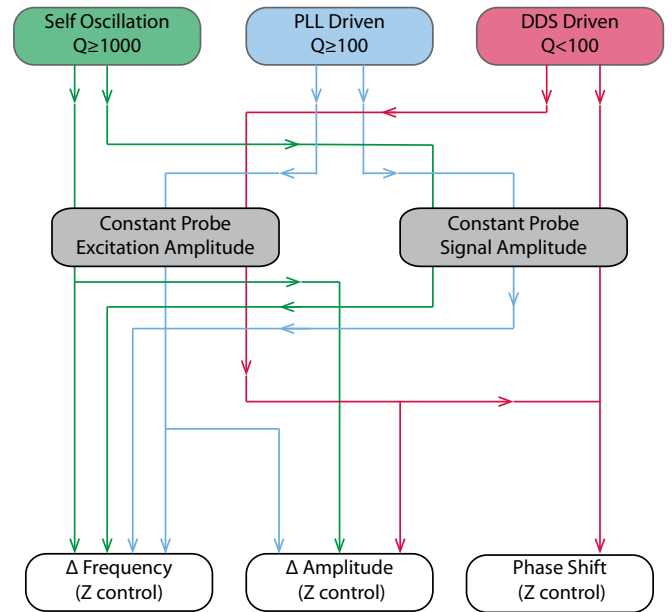 Self Oscillation
Q≥1000
PLL Driven
Q≥100
DDS Driven
Q<100
Constant Probe
Excitation Amplitude
Constant Probe
Signal Amplitude
Δ Frequency
(Z control)
Δ Amplitude
(Z control)
Phase Shift
(Z control)